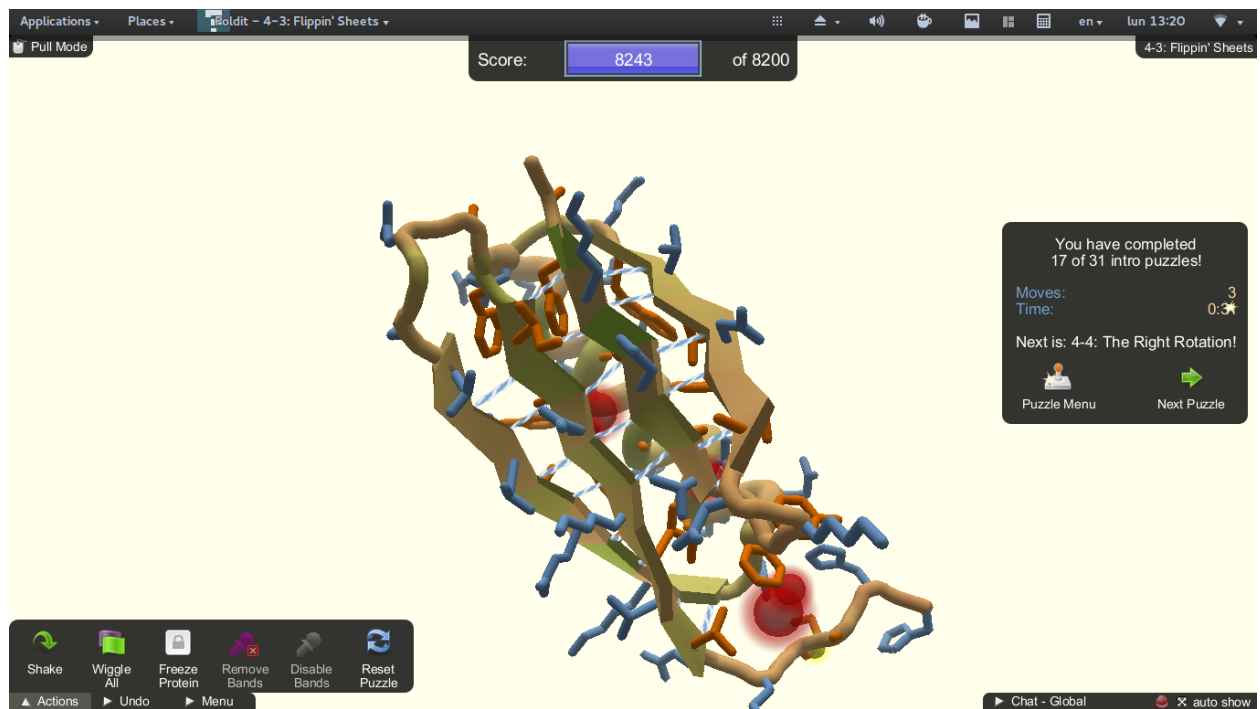 Applications Places Foldit - 4-3: Flippin' Sheets en lun 13:20
Pull Mode
4-3: Flippin' Sheets
Score: 8243 of 8200
You have completed
17 of 31 intro puzzles!
Moves: 3
Time:
Next is: 4-4: The Right Rotation!
Puzzle Menu Next Puzzle
Shake Wiggle All Freeze Protein Remove Bands Disable Bands Reset Puzzle
Actions Undo Menu
Chat - Global auto show